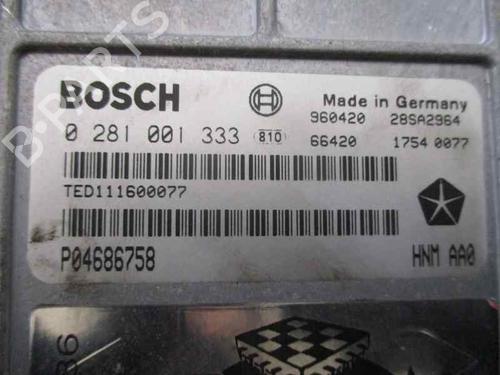 B-PARTS
BOSCH
Made in Germany
960420 28SA2964
0 281 001 333 810 66420 1754 0077
TED111600077
P04686758 HNM AA0